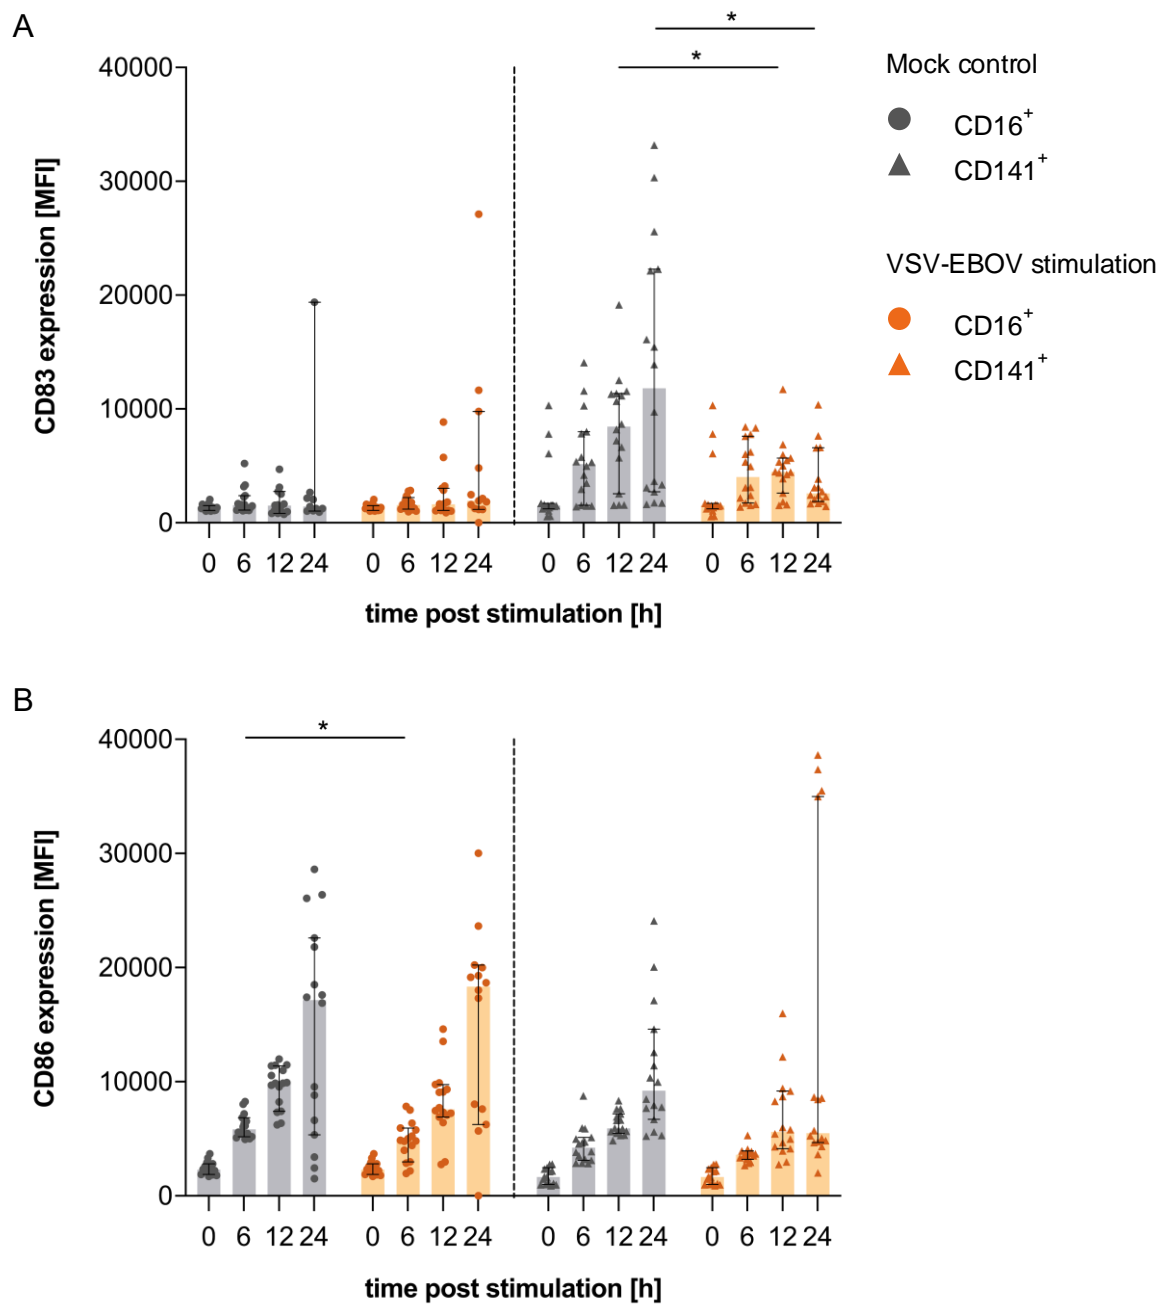 A
*
*
40000
30000
20000
10000
0
CD83 expression [MFI]
0 6 12 24 0 6 12 24 0 6 12 24 0 6 12 24
time post stimulation [h]
Mock control
CD16+
CD141+
VSV-EBOV stimulation
CD16+
CD141+
B
*
40000
30000
20000
10000
0
CD86 expression [MFI]
0 6 12 24 0 6 12 24 0 6 12 24 0 6 12 24
time post stimulation [h]